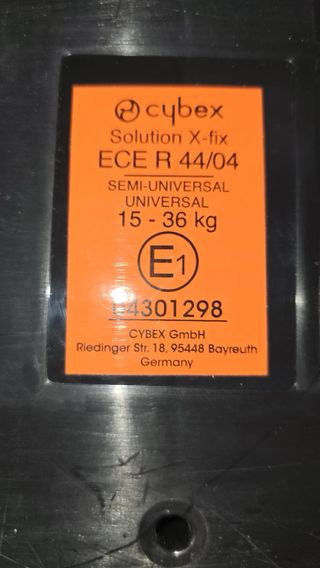 cybex
Solution X-fix
ECE R 44/04
SEMI-UNIVERSAL
UNIVERSAL
15 - 36 kg
E1
04301298
CYBEX GmbH
Riedinger Str. 18, 95448 Bayreuth
Germany